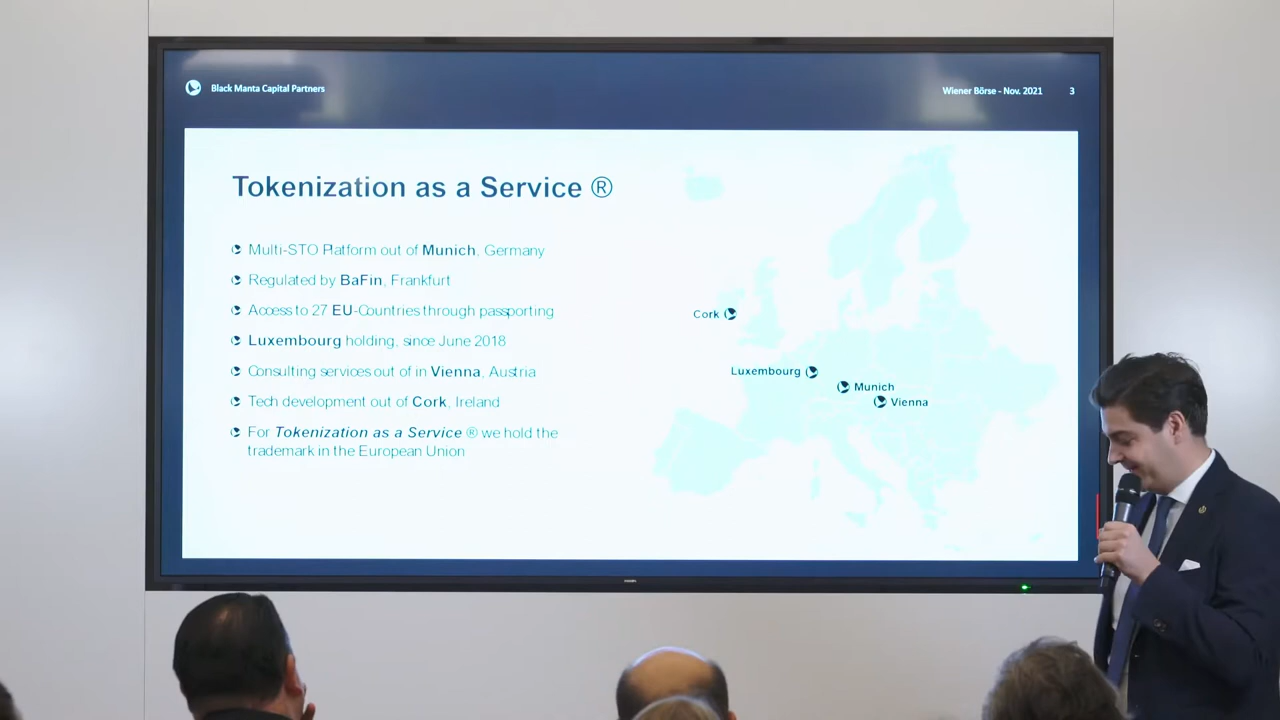 Black Manta Capital Partners
Wiener Börse - Nov. 2021 3
Tokenization as a Service ®
Multi-STO Platform out of Munich, Germany
Regulated by BaFin, Frankfurt
Access to 27 EU-Countries through passporting
Luxembourg holding, since June 2018
Consulting services out of in Vienna, Austria
Tech development out of Cork, Ireland
For Tokenization as a Service ® we hold the
trademark in the European Union
Cork
Luxembourg
Munich
Vienna